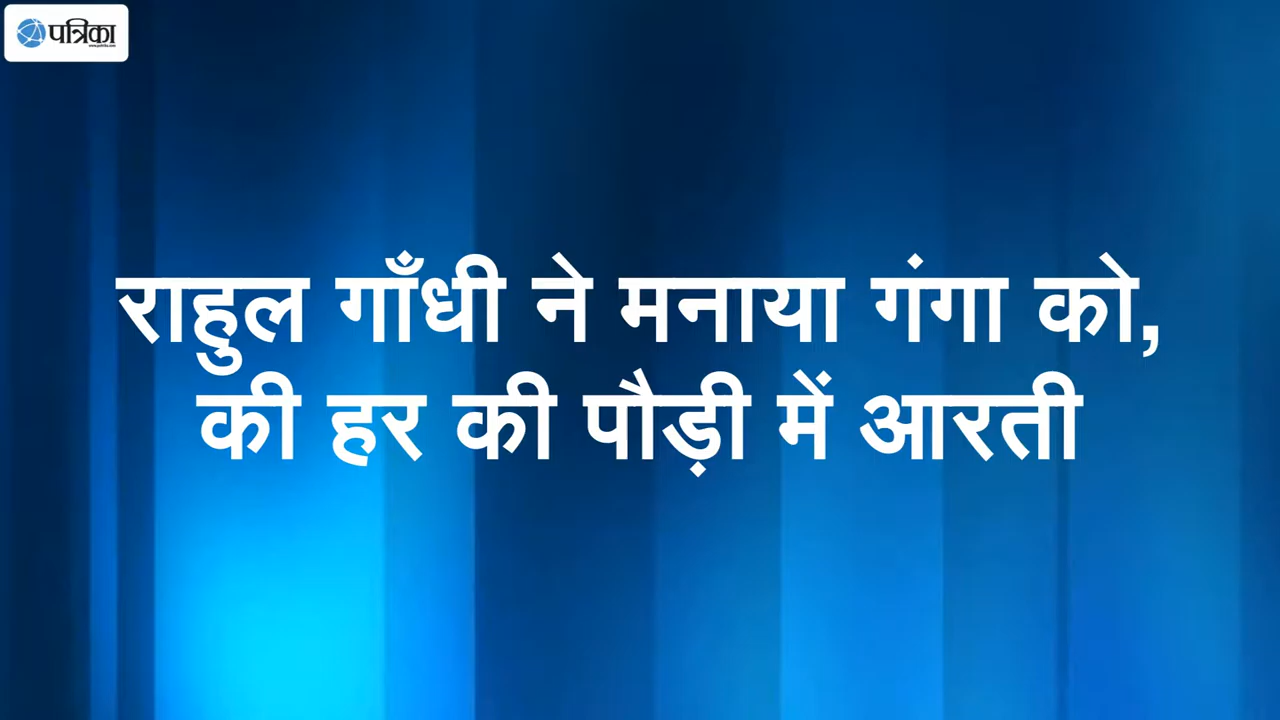 पत्रिका
राहुल गाँधी ने मनाया गंगा को,
की हर की पौड़ी में आरती